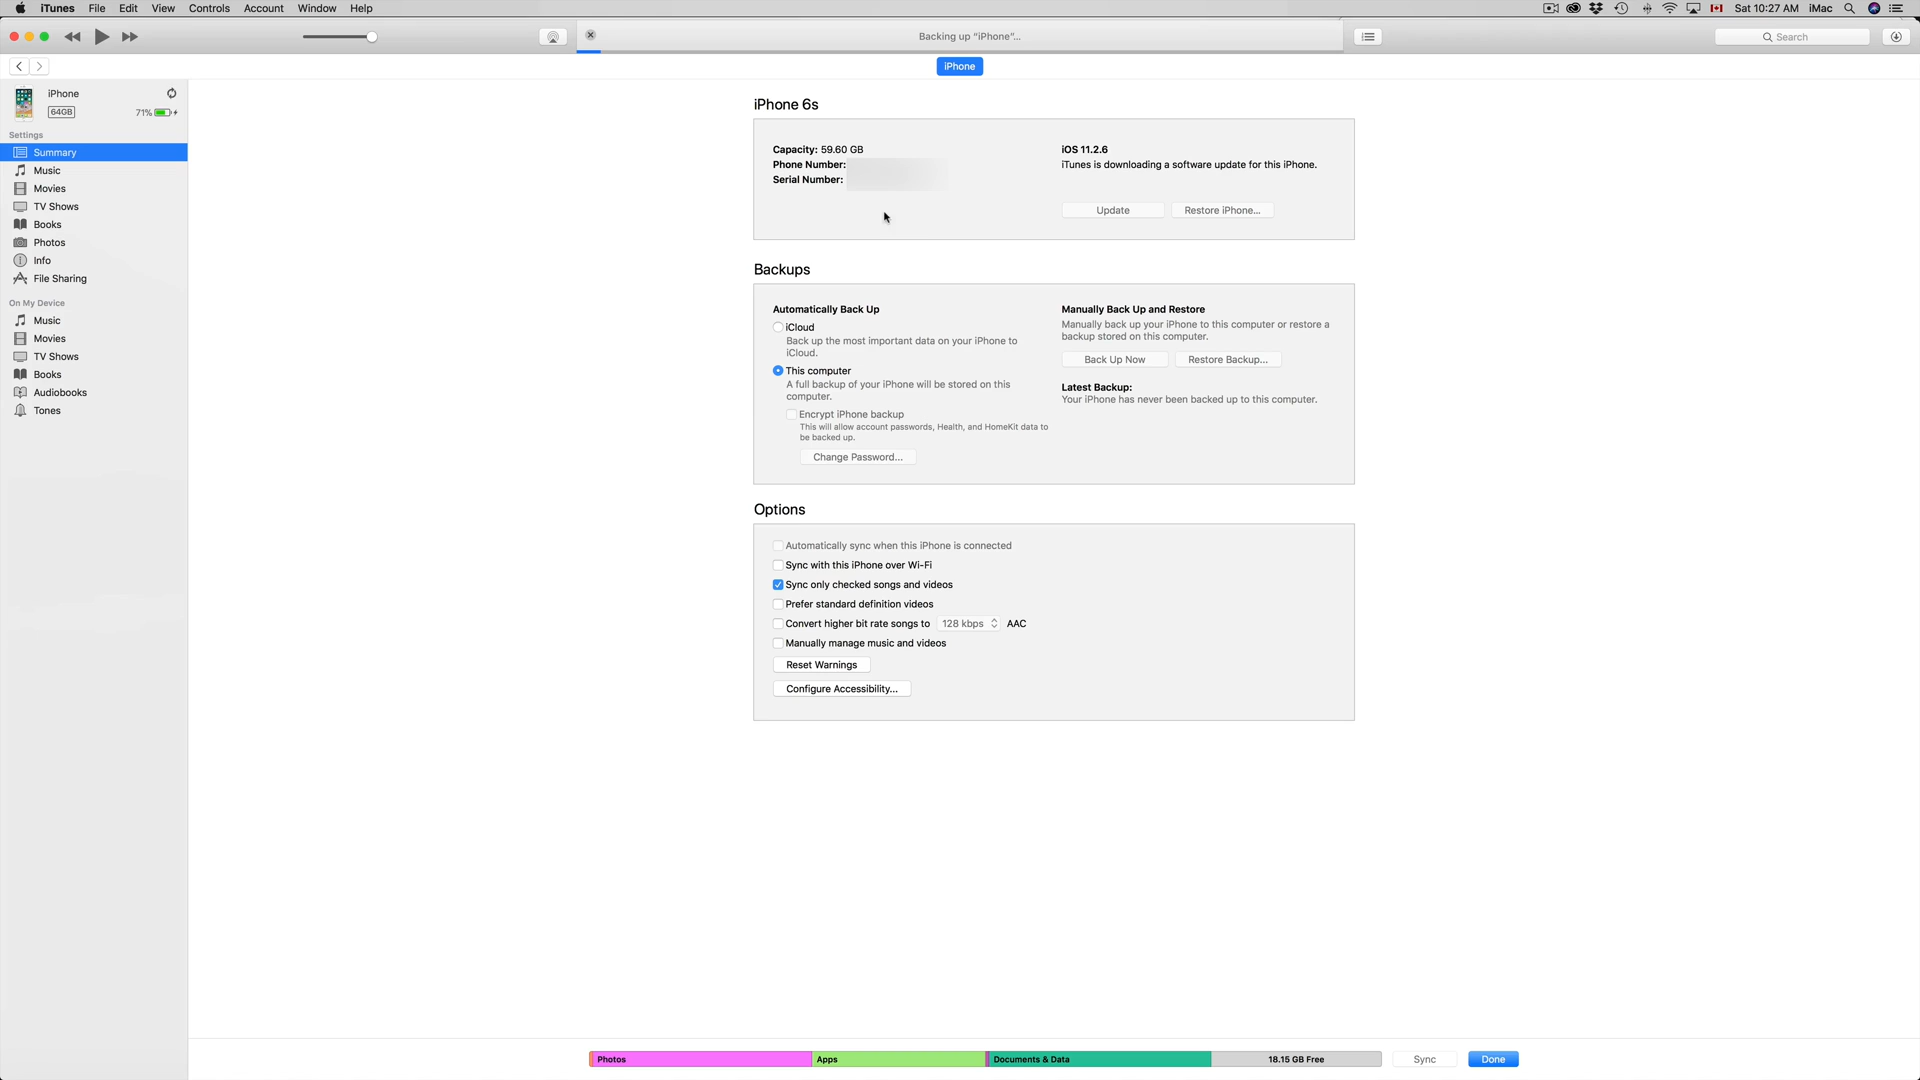 iTunes File Edit View Controls Account Window Help
Sat 10:27 AM iMac
Backing up “iPhone”...
Search
iPhone
iPhone
64GB 71%
Settings
Summary
Music
Movies
TV Shows
Books
Photos
Info
File Sharing
On My Device
Music
Movies
TV Shows
Books
Audiobooks
Tones
iPhone 6s
Capacity: 59.60 GB
Phone Number:
Serial Number:
iOS 11.2.6
iTunes is downloading a software update for this iPhone.
Update Restore iPhone...
Backups
Automatically Back Up
iCloud
Back up the most important data on your iPhone to
iCloud.
This computer
A full backup of your iPhone will be stored on this
computer.
Encrypt iPhone backup
This will allow account passwords, Health, and HomeKit data to
be backed up.
Change Password...
Manually Back Up and Restore
Manually back up your iPhone to this computer or restore a
backup stored on this computer.
Back Up Now Restore Backup...
Latest Backup:
Your iPhone has never been backed up to this computer.
Options
Automatically sync when this iPhone is connected
Sync with this iPhone over Wi-Fi
Sync only checked songs and videos
Prefer standard definition videos
Convert higher bit rate songs to 128 kbps AAC
Manually manage music and videos
Reset Warnings
Configure Accessibility...
Photos Apps Documents & Data 18.15 GB Free Sync Done